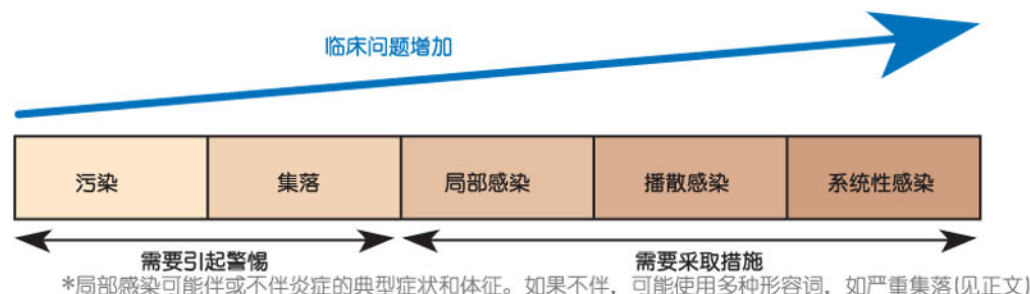 临床问题增加
污染 集落 局部感染 播散感染 系统性感染
需要引起警惕 需要采取措施
*局部感染可能伴或不伴炎症的典型症状和体征。如果不伴，可能使用多种形容词，如严重集落(见正文)